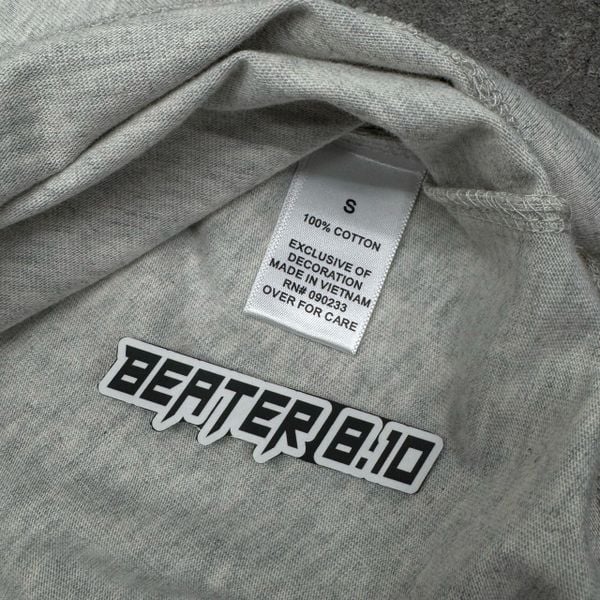 S
100% COTTON
EXCLUSIVE OF
DECORATION
MADE IN VIETNAM
RN# 090233
OVER FOR CARE
BEATER 8:10